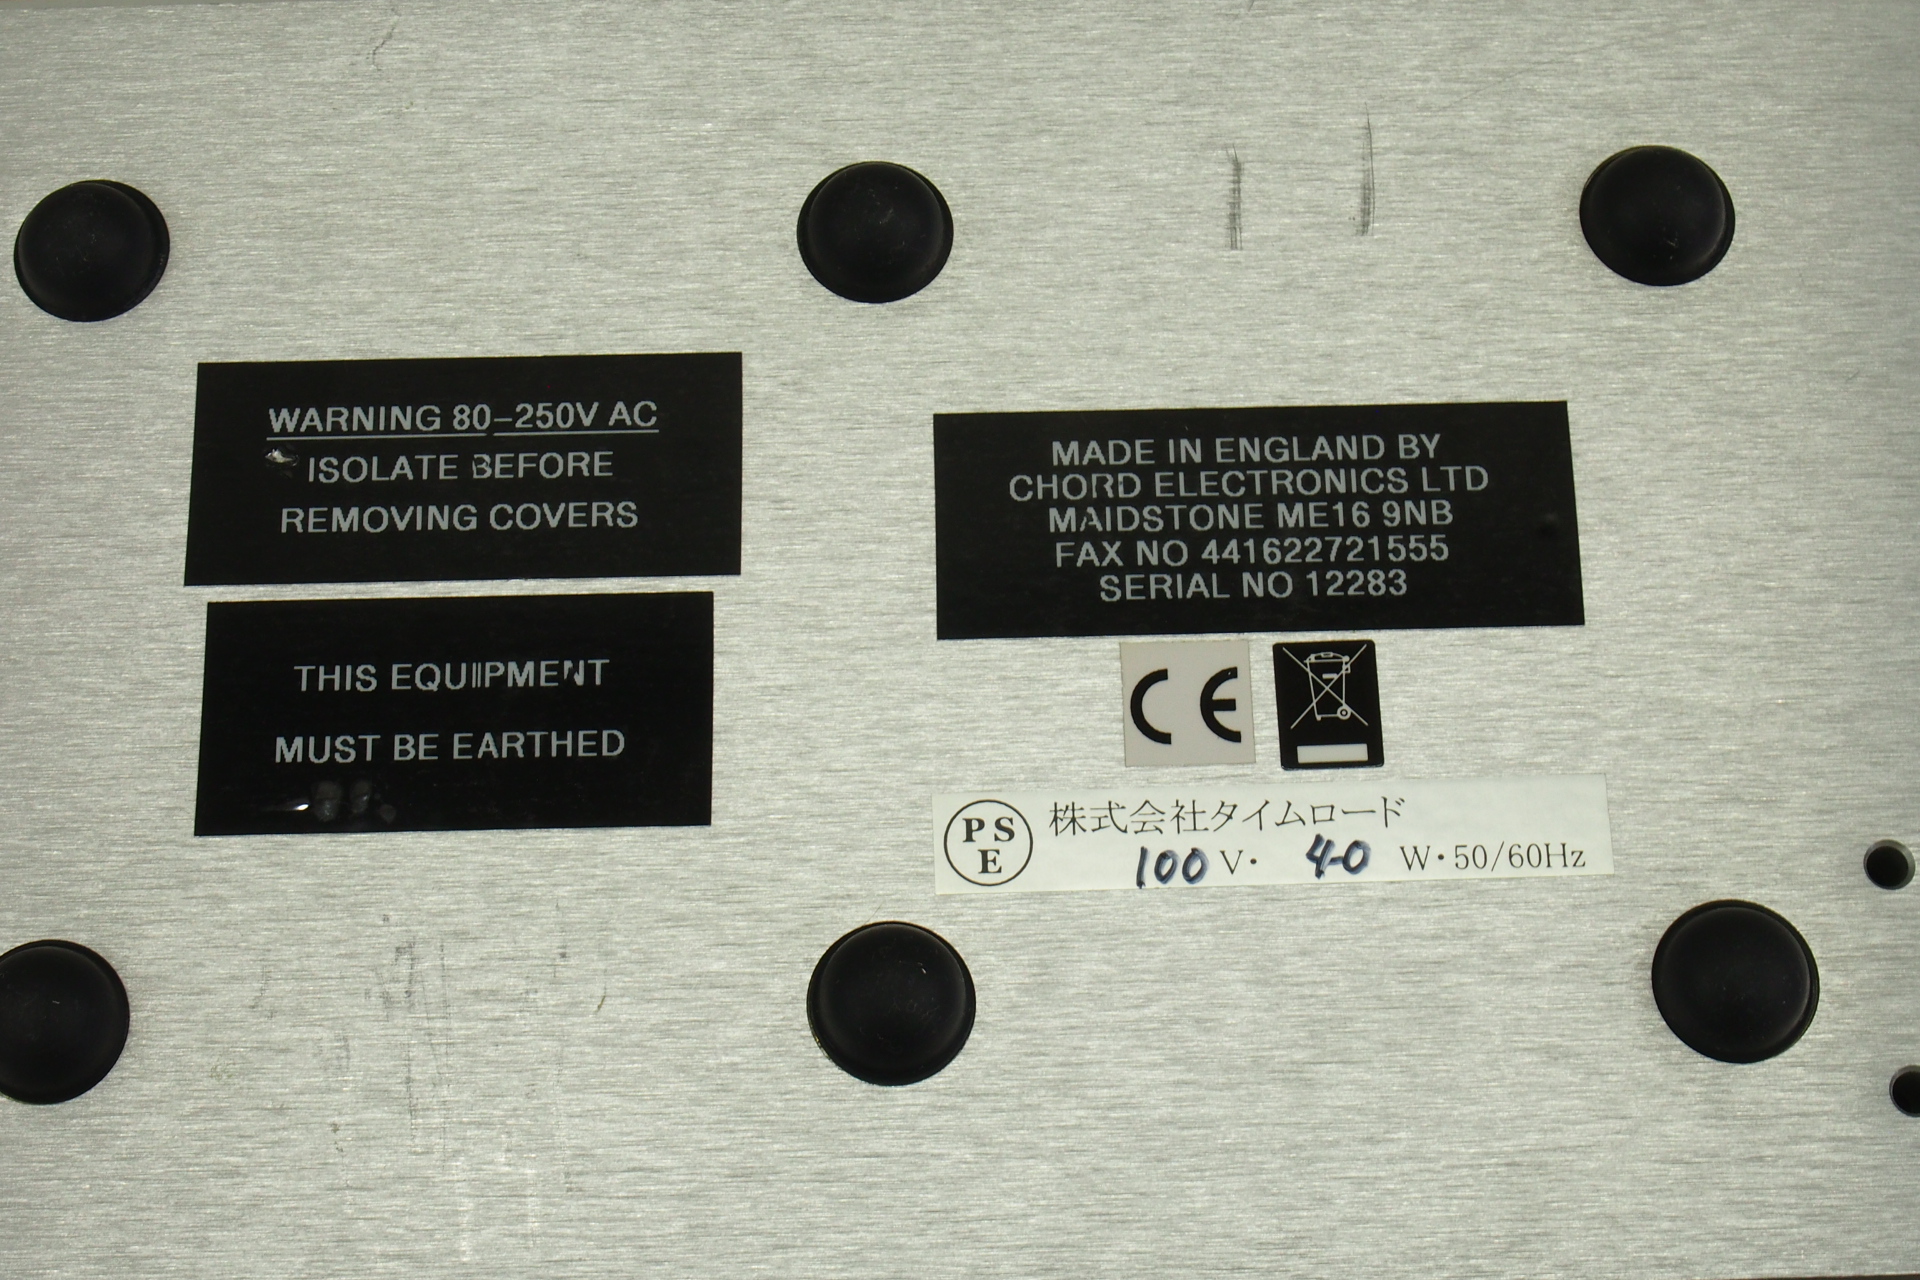 WARNING 80-250V AC
ISOLATE BEFORE
REMOVING COVERS
THIS EQUIPMENT
MUST BE EARTHED
MADE IN ENGLAND BY
CHORD ELECTRONICS LTD
MAIDSTONE ME16 9NB
FAX NO 441622721555
SERIAL NO 12283
CE
PS
E
株式会社タイムロード
100 V・ 40 W・50/60Hz